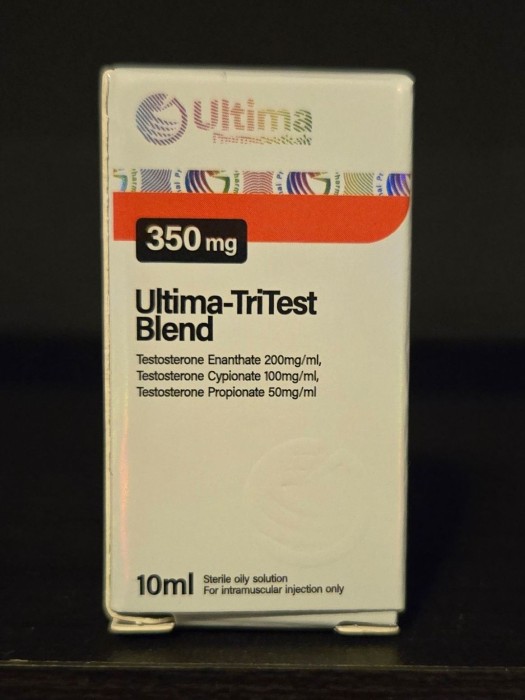 Ultima
Pharmaceuticals
350 mg
Ultima-TriTest
Blend
Testosterone Enanthate 200mg/ml,
Testosterone Cypionate 100mg/ml,
Testosterone Propionate 50mg/ml
10ml
Sterile oily solution
For intramuscular injection only